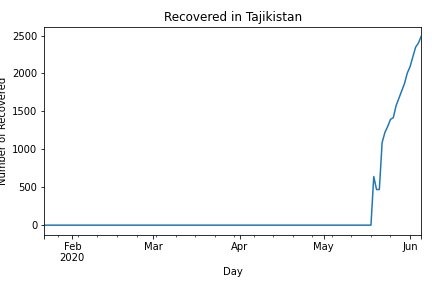 Recovered in Tajikistan
Number of Recovered
2500
2000
1500
1000
500
0
Feb
2020
Mar
Apr
May
Jun
Day